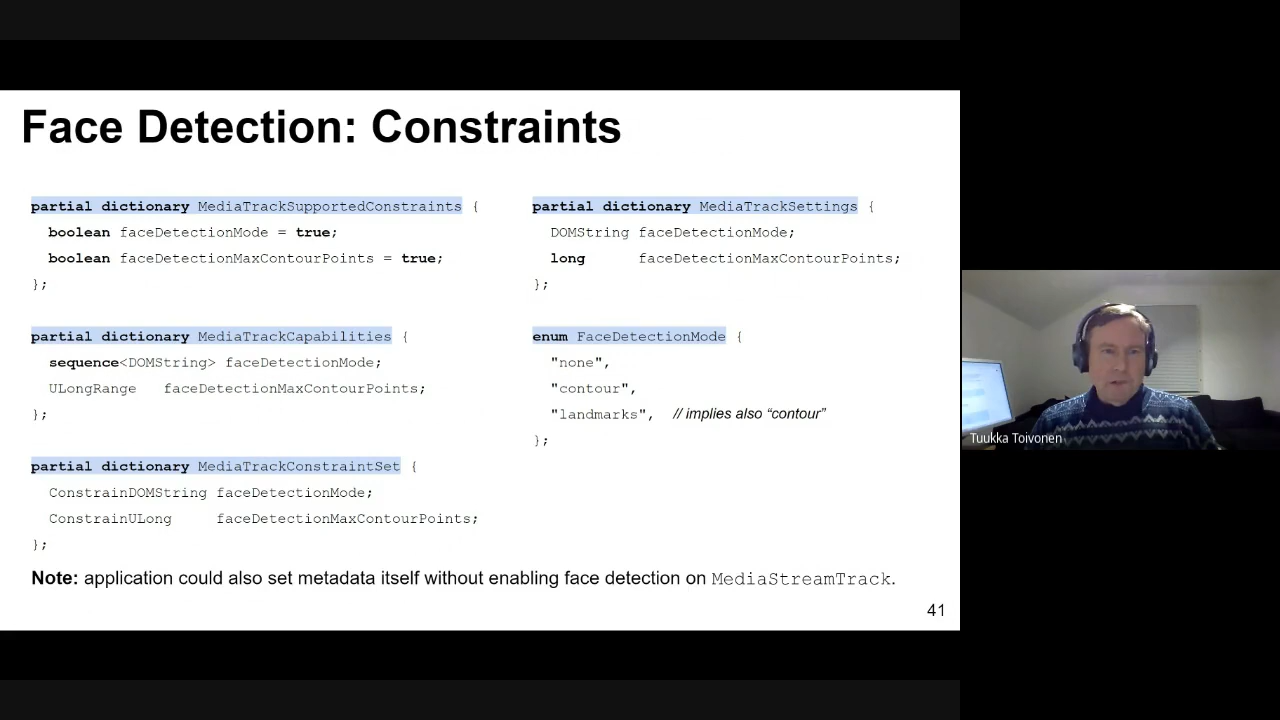 Face Detection: Constraints
partial dictionary MediaTrackSupportedConstraints {
boolean faceDetectionMode = true;
boolean faceDetectionMaxContourPoints = true;
};
partial dictionary MediaTrackCapabilities {
sequence<DOMString> faceDetectionMode;
ULongRange faceDetectionMaxContourPoints;
};
partial dictionary MediaTrackConstraintSet {
ConstrainDOMString faceDetectionMode;
ConstrainULong faceDetectionMaxContourPoints;
};
partial dictionary MediaTrackSettings {
DOMString faceDetectionMode;
long faceDetectionMaxContourPoints;
};
enum FaceDetectionMode {
"none",
"contour",
"landmarks", // implies also “contour”
};
Note: application could also set metadata itself without enabling face detection on MediaStreamTrack.
41
Tuukka Toivonen